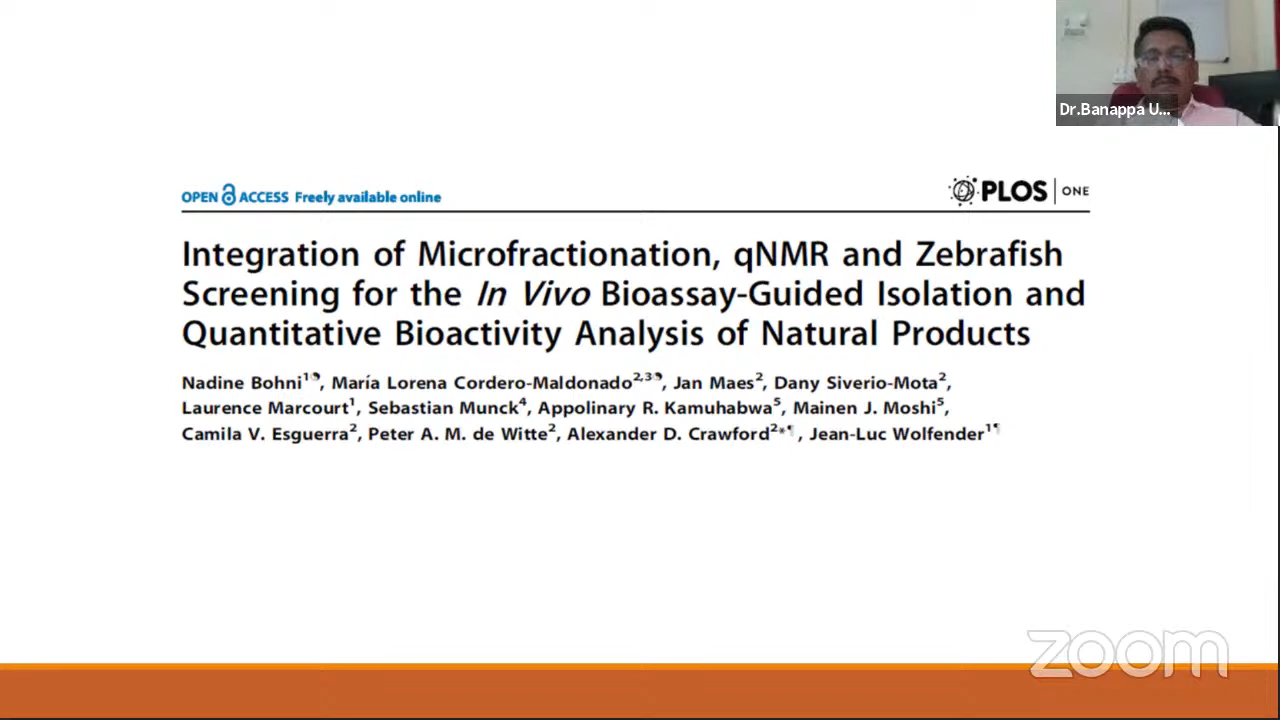 Dr.Banappa U...
OPEN ACCESS Freely available online
PLOS ONE
Integration of Microfractionation, qNMR and Zebrafish
Screening for the In Vivo Bioassay-Guided Isolation and
Quantitative Bioactivity Analysis of Natural Products
Nadine Bohni1❾, María Lorena Cordero-Maldonado2,3❾, Jan Maes2, Dany Siverio-Mota2,
Laurence Marcourt1, Sebastian Munck4, Appolinary R. Kamuhabwa5, Mainen J. Moshi5,
Camila V. Esguerra2, Peter A. M. de Witte2, Alexander D. Crawford2*¶, Jean-Luc Wolfender1¶
zoom